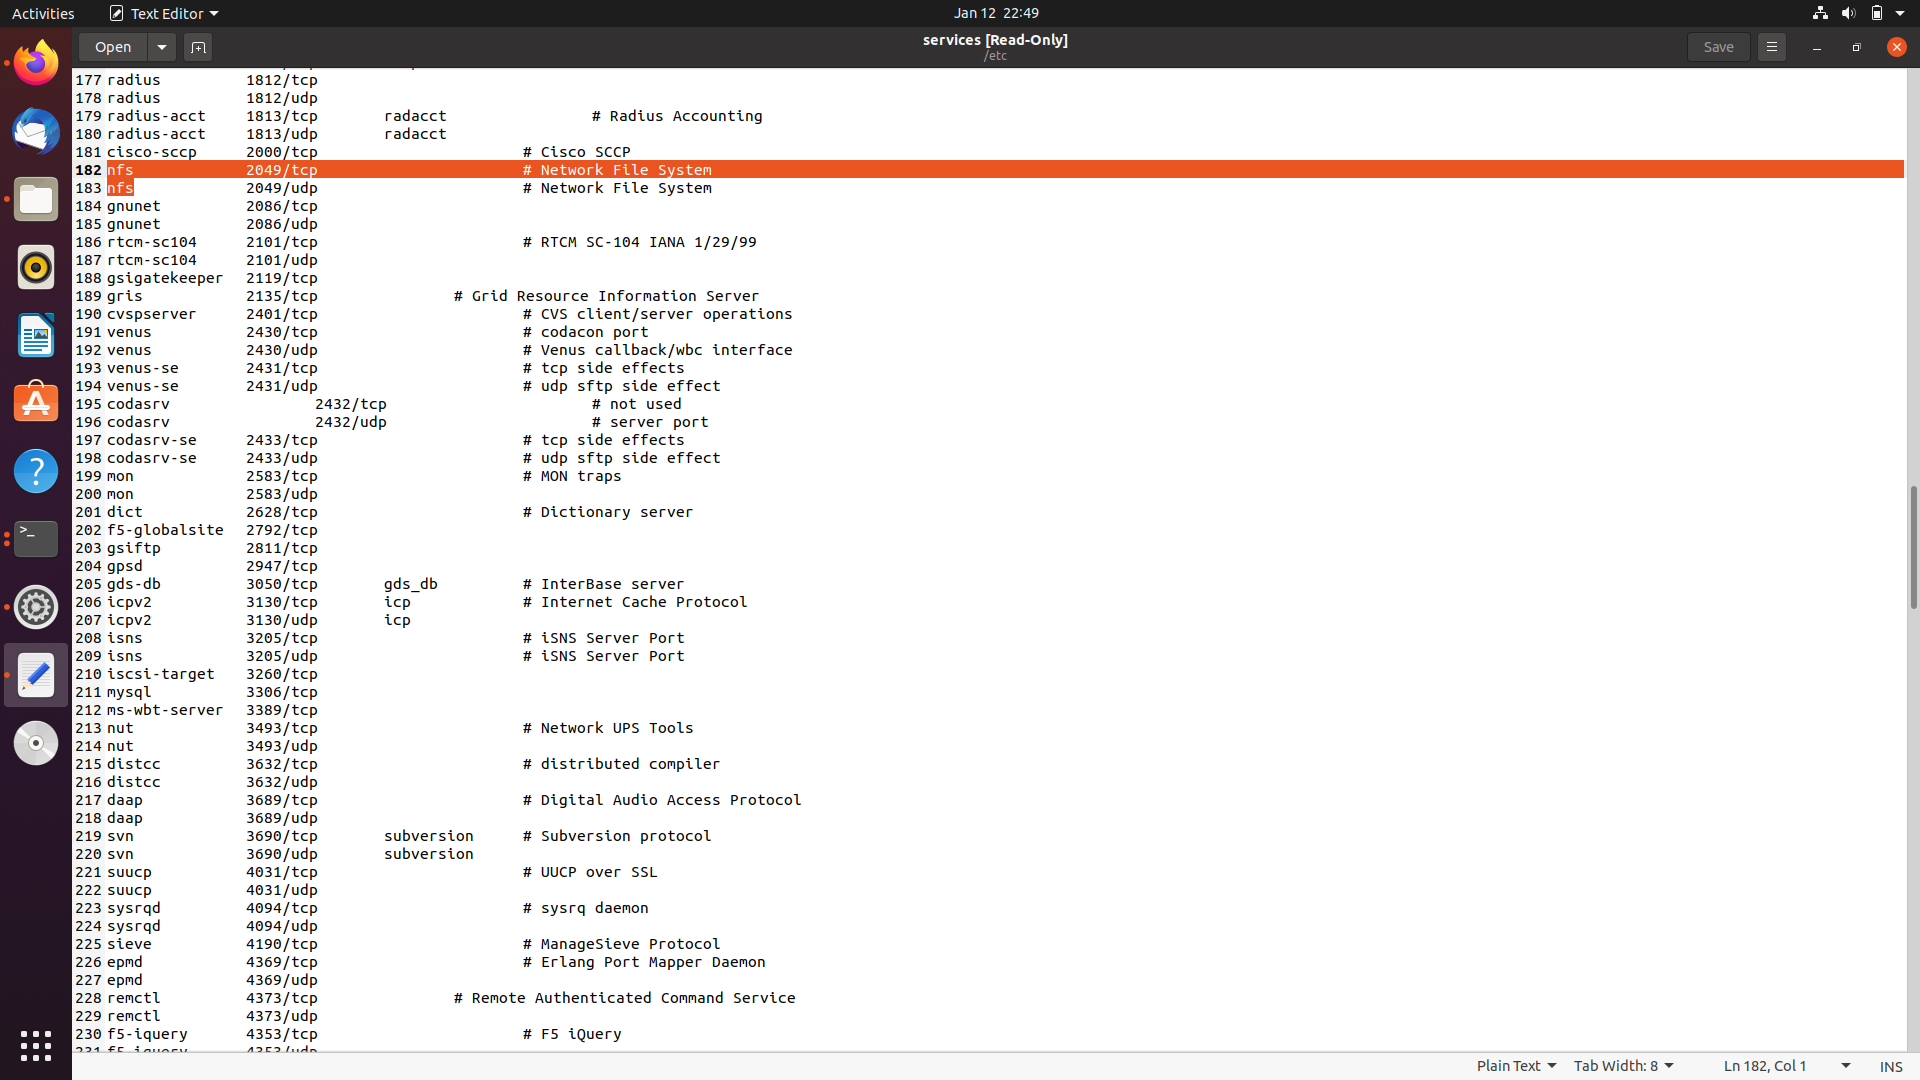 Activities Text Editor Jan 12 22:49
Open services [Read-Only] Save
/etc
177 radius 1812/tcp
178 radius 1812/udp
179 radius-acct 1813/tcp radacct # Radius Accounting
180 radius-acct 1813/udp radacct
181 cisco-sccp 2000/tcp # Cisco SCCP
182 nfs 2049/tcp # Network File System
183 nfs 2049/udp # Network File System
184 gnunet 2086/tcp
185 gnunet 2086/udp
186 rtcm-sc104 2101/tcp # RTCM SC-104 IANA 1/29/99
187 rtcm-sc104 2101/udp
188 gsigatekeeper 2119/tcp
189 gris 2135/tcp # Grid Resource Information Server
190 cvspserver 2401/tcp # CVS client/server operations
191 venus 2430/tcp # codacon port
192 venus 2430/udp # Venus callback/wbc interface
193 venus-se 2431/tcp # tcp side effects
194 venus-se 2431/udp # udp sftp side effect
195 codasrv 2432/tcp # not used
196 codasrv 2432/udp # server port
197 codasrv-se 2433/tcp # tcp side effects
198 codasrv-se 2433/udp # udp sftp side effect
199 mon 2583/tcp # MON traps
200 mon 2583/udp
201 dict 2628/tcp # Dictionary server
202 f5-globalsite 2792/tcp
203 gsiftp 2811/tcp
204 gpsd 2947/tcp
205 gds-db 3050/tcp gds_db # InterBase server
206 icpv2 3130/tcp icp # Internet Cache Protocol
207 icpv2 3130/udp icp
208 isns 3205/tcp # iSNS Server Port
209 isns 3205/udp # iSNS Server Port
210 iscsi-target 3260/tcp
211 mysql 3306/tcp
212 ms-wbt-server 3389/tcp
213 nut 3493/tcp # Network UPS Tools
214 nut 3493/udp
215 distcc 3632/tcp # distributed compiler
216 distcc 3632/udp
217 daap 3689/tcp # Digital Audio Access Protocol
218 daap 3689/udp
219 svn 3690/tcp subversion # Subversion protocol
220 svn 3690/udp subversion
221 suucp 4031/tcp # UUCP over SSL
222 suucp 4031/udp
223 sysrqd 4094/tcp # sysrq daemon
224 sysrqd 4094/udp
225 sieve 4190/tcp # ManageSieve Protocol
226 epmd 4369/tcp # Erlang Port Mapper Daemon
227 epmd 4369/udp
228 remctl 4373/tcp # Remote Authenticated Command Service
229 remctl 4373/udp
230 f5-iquery 4353/tcp # F5 iQuery
231 f5-iquery 4353/udp
Plain Text Tab Width: 8 Ln 182, Col 1 INS